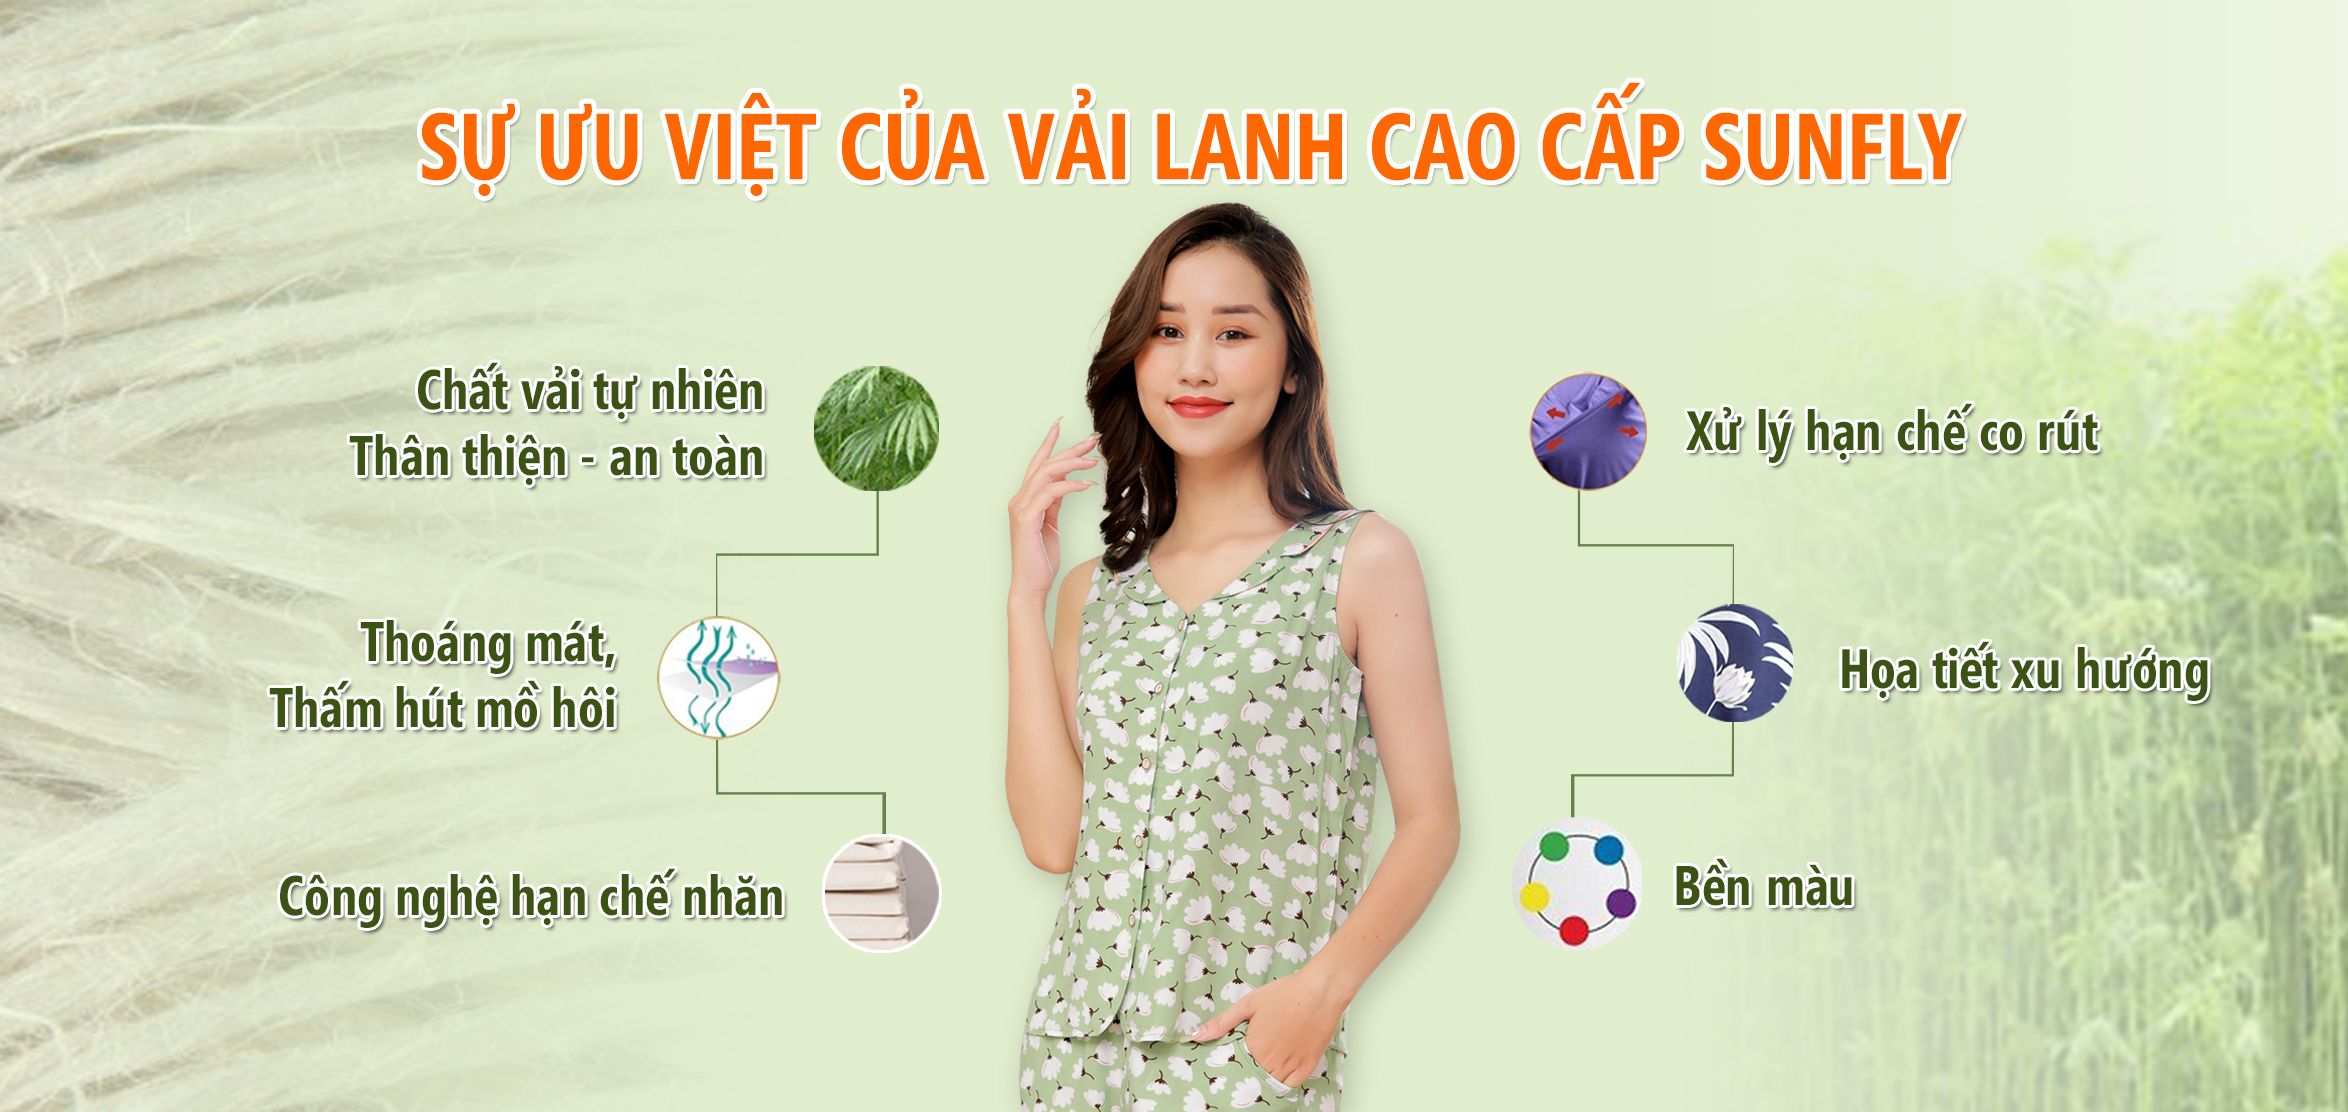 SỰ ƯU VIỆT CỦA VẢI LANH CAO CẤP SUNFLY
Chất vải tự nhiên
Thân thiện - an toàn
Thoáng mát,
Thấm hút mồ hôi
Công nghệ hạn chế nhăn
Xử lý hạn chế co rút
Họa tiết xu hướng
Bền màu